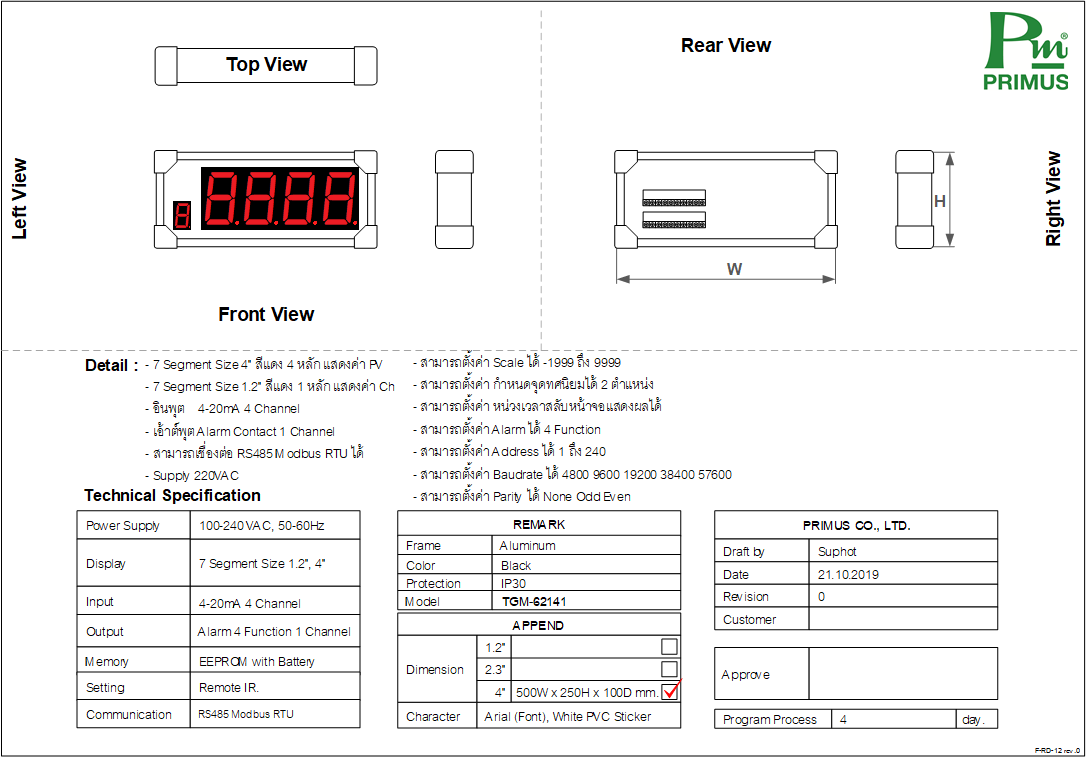 Top View
Rear View
Pm®
PRIMUS
Left View
Right View
H
W
Front View
Detail :
- 7 Segment Size 4" สีแดง 4 หลัก แสดงค่า PV
- 7 Segment Size 1.2" สีแดง 1 หลัก แสดงค่า Ch
- อินพุต 4-20mA 4 Channel
- เอ้าต์พุต Alarm Contact 1 Channel
- สามารถเชื่องต่อ RS485 Modbus RTU ได้
- Supply 220VAC
- สามารถตั้งค่า Scale ได้ -1999 ถึง 9999
- สามารถตั้งค่า กำหนดจุดทศนิยมได้ 2 ตำแหน่ง
- สามารถตั้งค่า หน่วงเวลาสลับหน้าจอแสดงผลได้
- สามารถตั้งค่า Alarm ได้ 4 Function
- สามารถตั้งค่า Address ได้ 1 ถึง 240
- สามารถตั้งค่า Baudrate ได้ 4800 9600 19200 38400 57600
- สามารถตั้งค่า Parity ได้ None Odd Even
Technical Specification
Power Supply 100-240VAC, 50-60Hz
Display 7 Segment Size 1.2", 4"
Input 4-20mA 4 Channel
Output Alarm 4 Function 1 Channel
Memory EEPROM with Battery
Setting Remote IR.
Communication RS485 Modbus RTU
REMARK
Frame Aluminum
Color Black
Protection IP30
Model TGM-62141
APPEND
Dimension
1.2"
2.3"
4" 500W x 250H x 100D mm.
Character Arial (Font), White PVC Sticker
PRIMUS CO., LTD.
Draft by Suphot
Date 21.10.2019
Revision 0
Customer
Approve
Program Process 4 day.
F-RD-12 rev.0